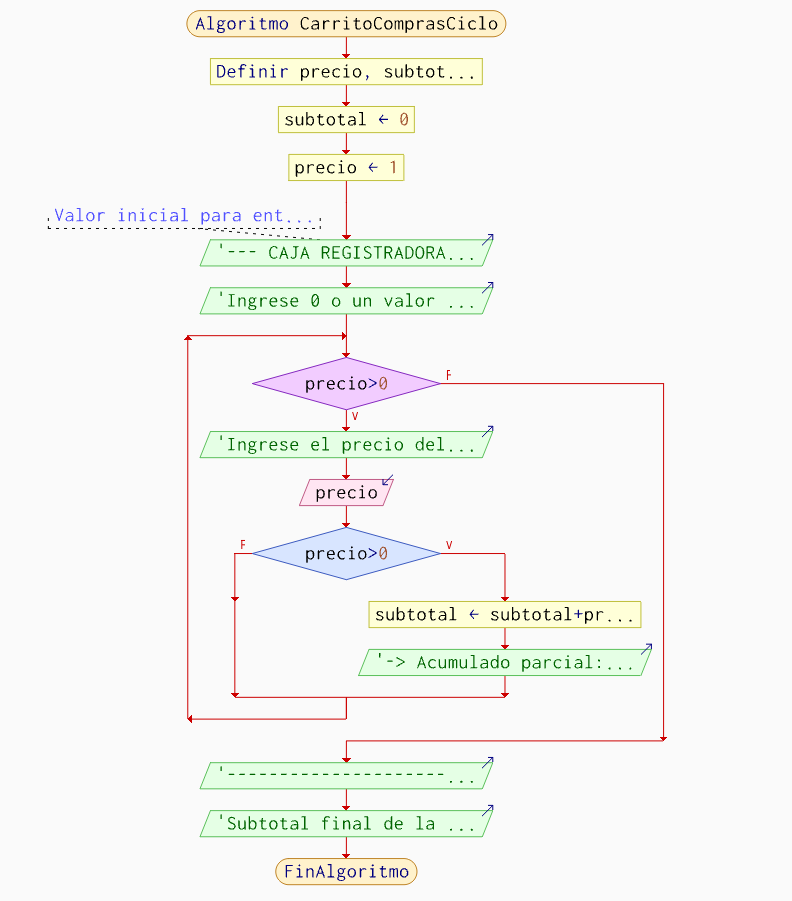 Algoritmo CarritoComprasCiclo
Definir precio, subtot...
subtotal ← 0
precio ← 1
Valor inicial para ent...
'--- CAJA REGISTRADORA...
'Ingrese 0 o un valor ...
precio>0
F
V
'Ingrese el precio del...
precio
precio>0
F
V
subtotal ← subtotal+pr...
'-> Acumulado parcial:...
'---------------------...
'Subtotal final de la ...
FinAlgoritmo